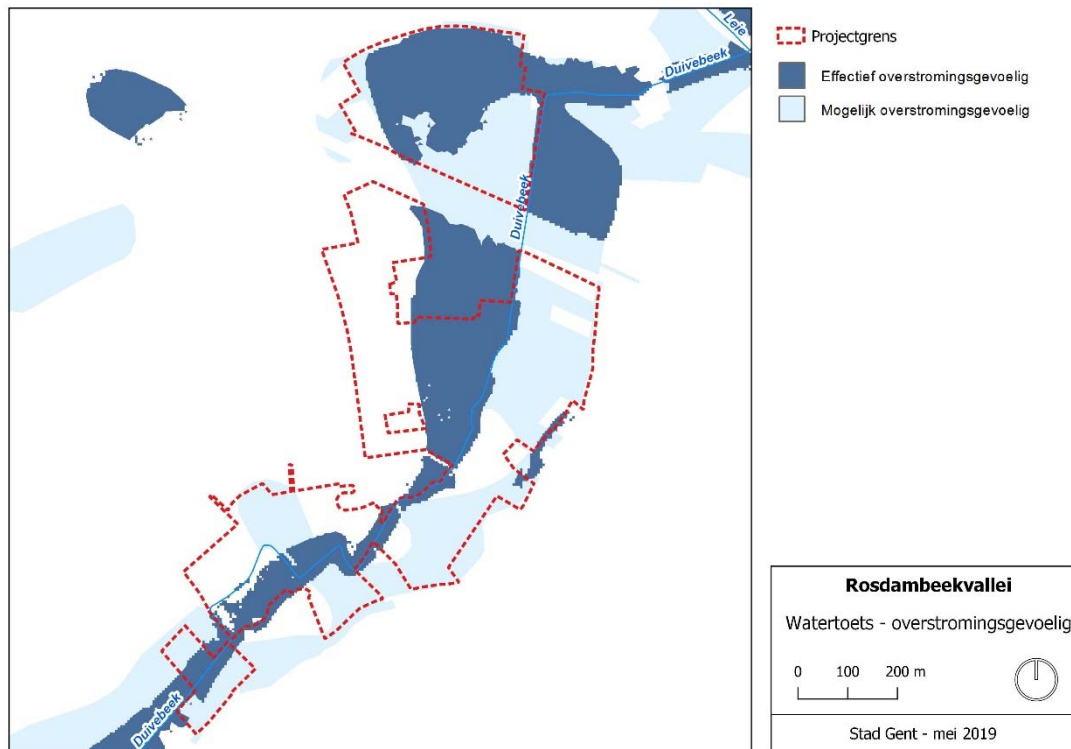 Leie
Duivebeek
Duivebeek
Duivebeek
Projectgrens
Effectief overstromingsgevoelig
Mogelijk overstromingsgevoelig
Rosdambeekvallei
Watertoets - overstromingsgevoelig
0 100 200 m
Stad Gent - mei 2019